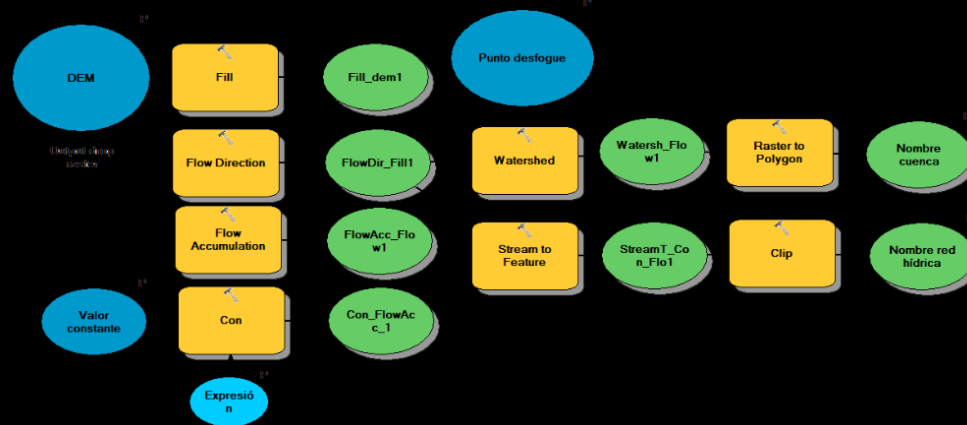 DEM
Fill
Fill_dem1
Punto desfogue
Flow Direction
FlowDir_Fill1
Watershed
Watersh_Flo
w1
Raster to
Polygon
Nombre
cuenca
Flow
Accumulation
FlowAcc_Flo
w1
Stream to
Feature
StreamT_Co
n_Flo1
Clip
Nombre red
hídrica
Valor
constante
Con
Con_FlowAc
c_1
Expresió
n